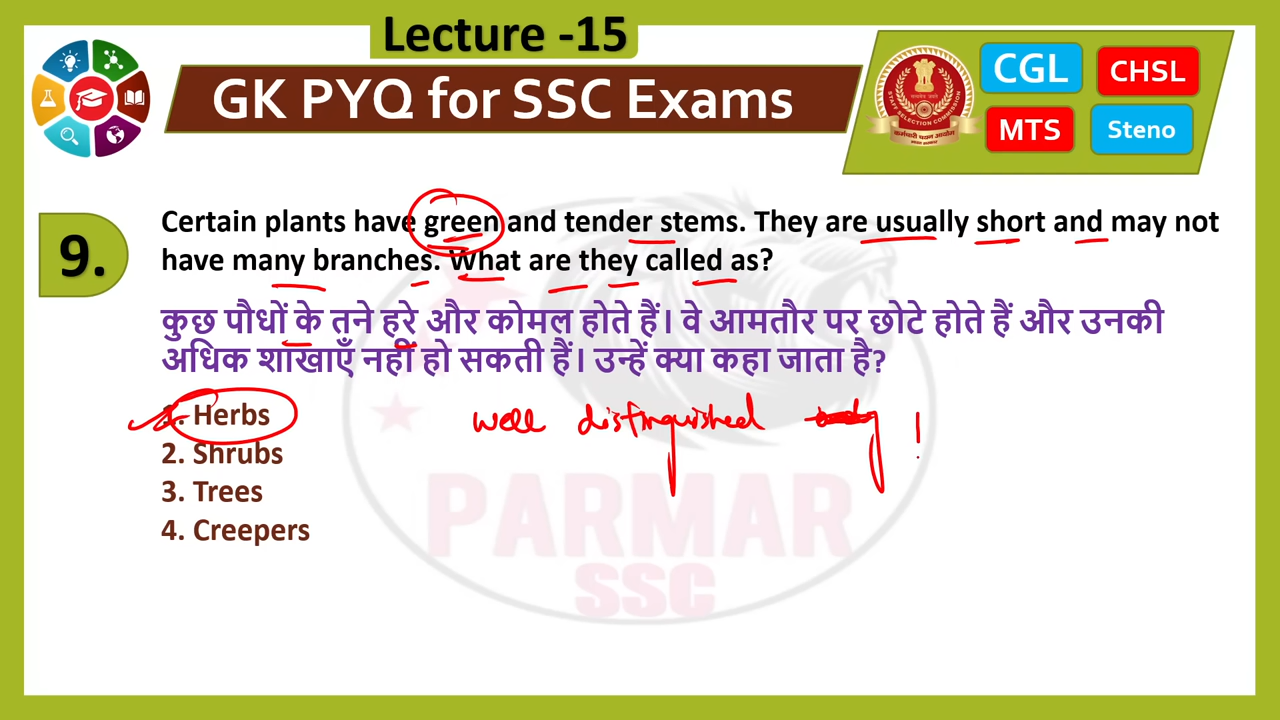 Lecture -15
GK PYQ for SSC Exams
CGL
CHSL
MTS
Steno
STAFF SELECTION COMMISSION
9.
Certain plants have green and tender stems. They are usually short and may not
have many branches. What are they called as?
कुछ पौधों के तने हरे और कोमल होते हैं। वे आमतौर पर छोटे होते हैं और उनकी
अधिक शाखाएँ नहीं हो सकती हैं। उन्हें क्या कहा जाता है?
1. Herbs
well distinguished
2. Shrubs
3. Trees
4. Creepers
PARMAR
SSC